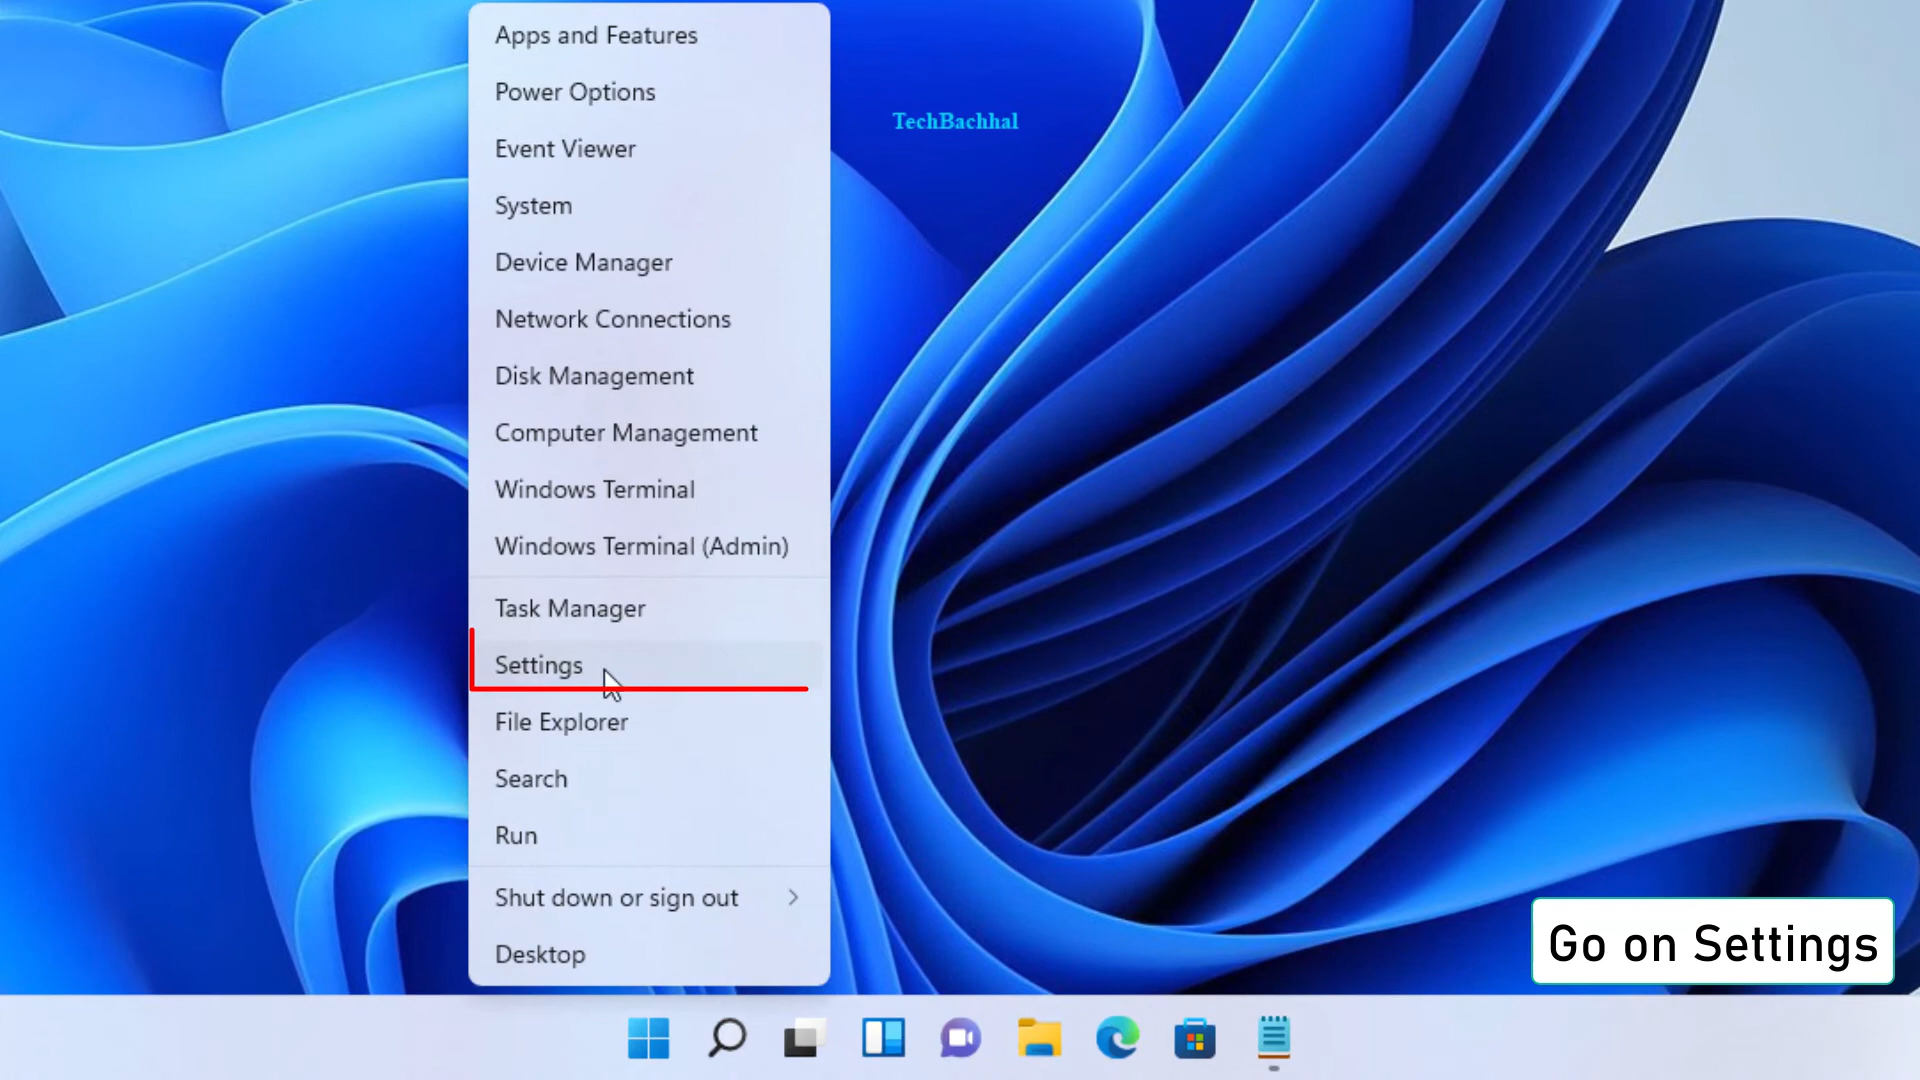 Apps and Features
Power Options
Event Viewer
System
Device Manager
Network Connections
Disk Management
Computer Management
Windows Terminal
Windows Terminal (Admin)
Task Manager
Settings
File Explorer
Search
Run
Shut down or sign out
Desktop
TechBachhal
Go on Settings